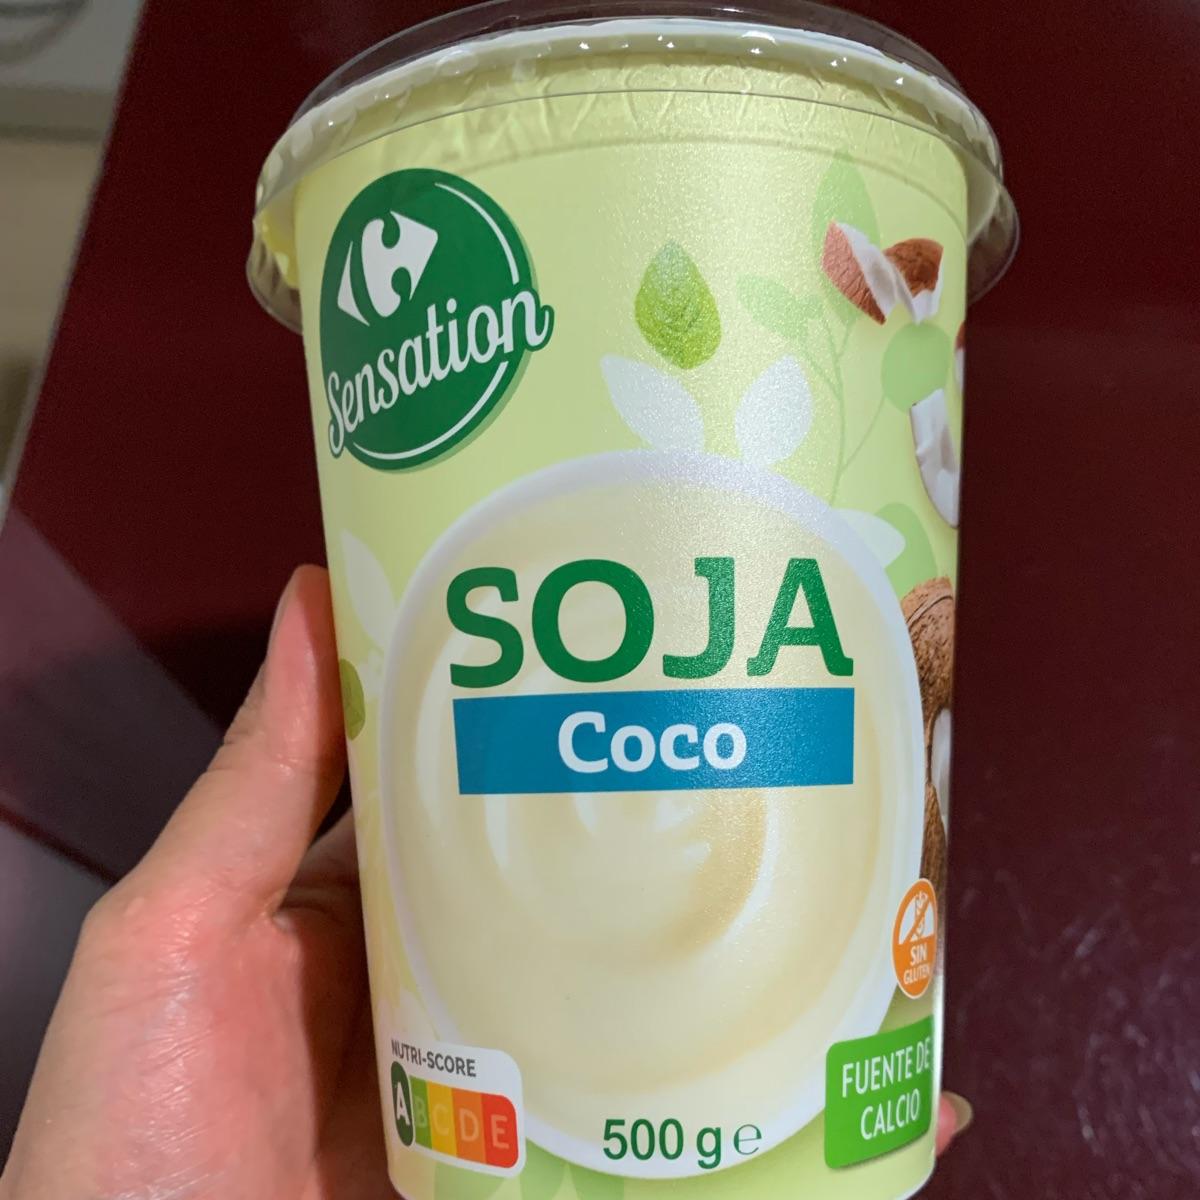 Sensation
SOJA
Coco
SIN
GLUTEN
NUTRI-SCORE
A B C D E
500 g e
FUENTE DE
CALCIO